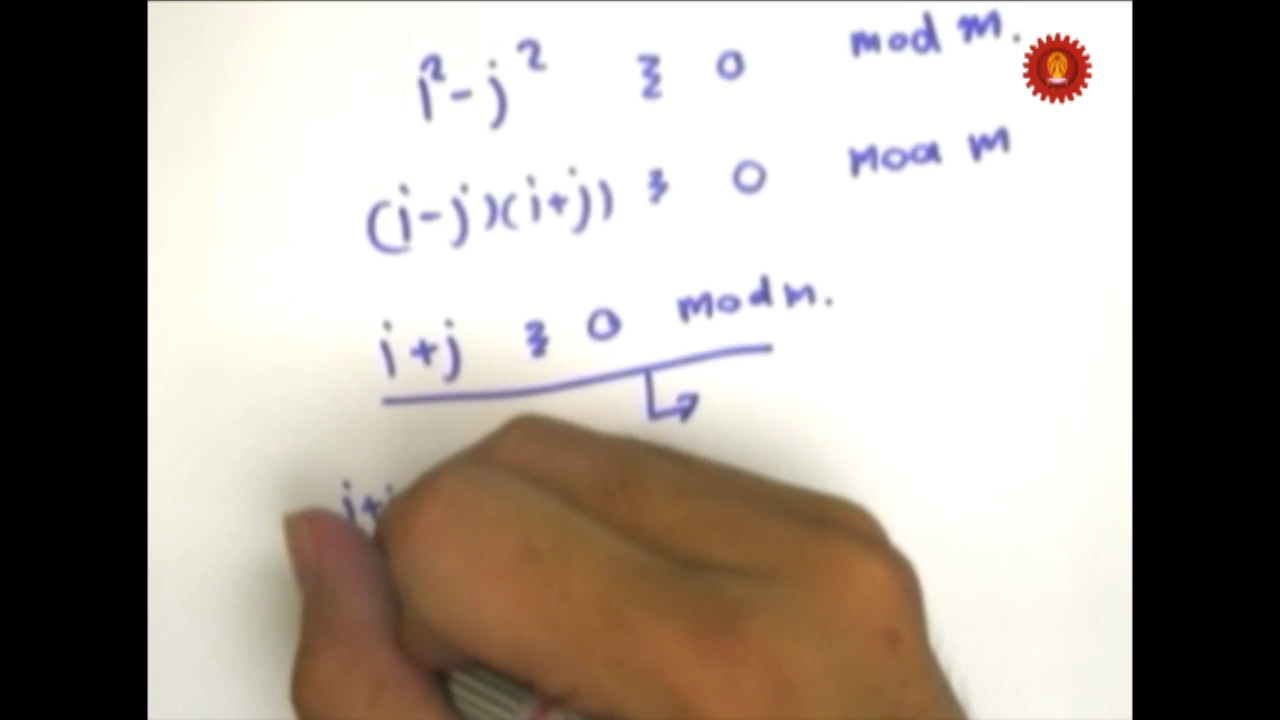 i² - j² ≡ 0 mod m.
(i-j)(i+j) ≡ 0 mod m
i+j ≡ 0 mod m.
i+j